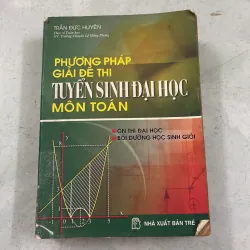 TRẦN ĐỨC HUYÊN
PHƯƠNG PHÁP
GIẢI ĐỀ THI
TUYỂN SINH ĐẠI HỌC
MÔN TOÁN
ÔN THI ĐẠI HỌC
BỒI DƯỠNG HỌC SINH GIỎI
NHÀ XUẤT BẢN TRẺ